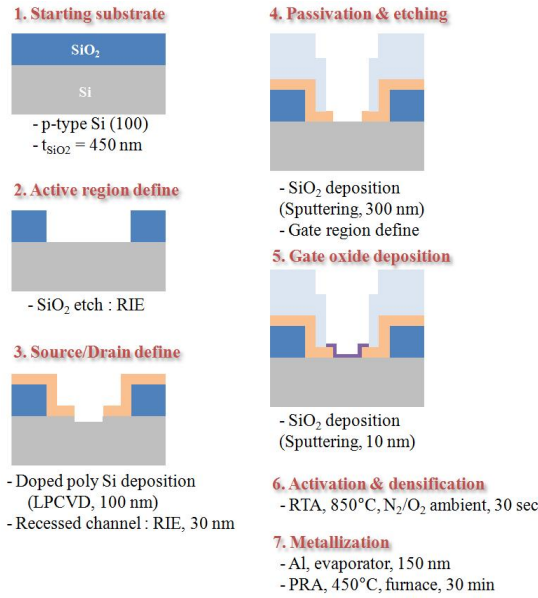 1. Starting substrate
SiO₂
Si
- p-type Si (100)
- tSiO2 = 450 nm
2. Active region define
- SiO₂ etch : RIE
3. Source/Drain define
- Doped poly Si deposition
(LPCVD, 100 nm)
- Recessed channel : RIE, 30 nm
4. Passivation & etching
- SiO₂ deposition
(Sputtering, 300 nm)
- Gate region define
5. Gate oxide deposition
- SiO₂ deposition
(Sputtering, 10 nm)
6. Activation & densification
- RTA, 850°C, N₂/O₂ ambient, 30 sec
7. Metallization
- Al, evaporator, 150 nm
- PRA, 450°C, furnace, 30 min